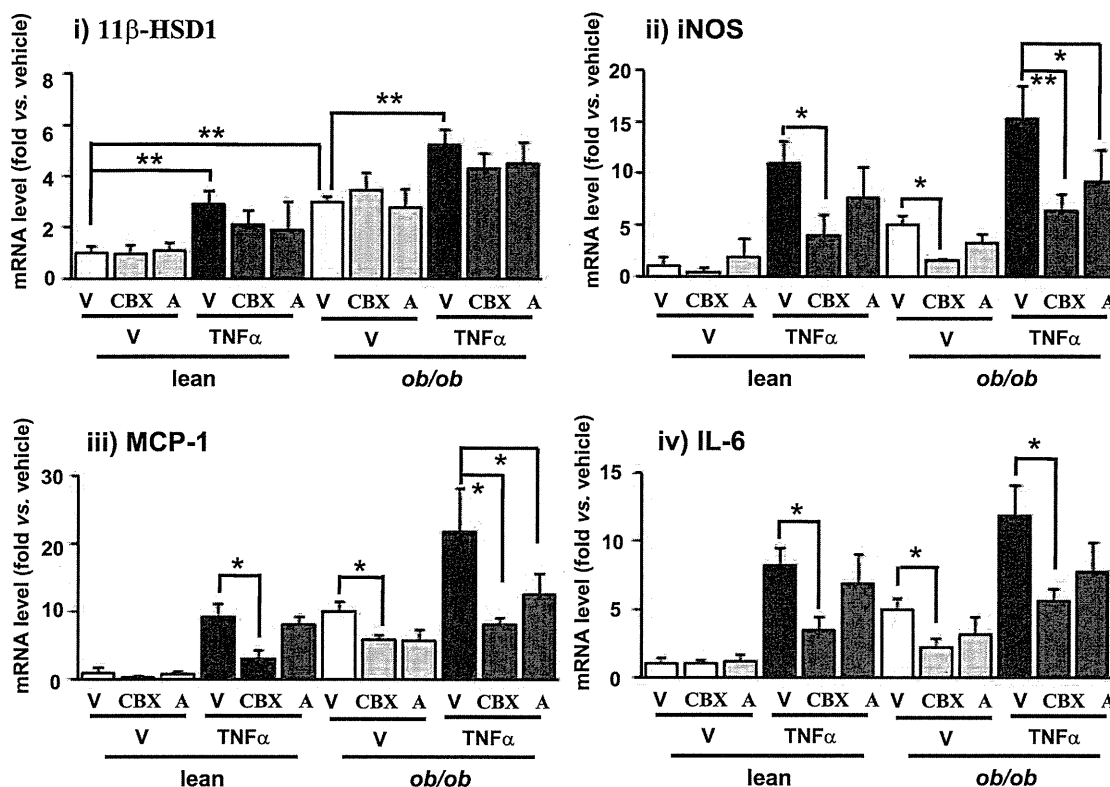 i) 11β-HSD1
mRNA level (fold vs. vehicle)
8
6
4
2
0
** ** **
V CBX A V CBX A V CBX A V CBX A
V TNFα V TNFα
lean ob/ob
ii) iNOS
mRNA level (fold vs. vehicle)
20
15
10
5
0
* * * **
V CBX A V CBX A V CBX A V CBX A
V TNFα V TNFα
lean ob/ob
iii) MCP-1
mRNA level (fold vs. vehicle)
30
20
10
0
* * * *
V CBX A V CBX A V CBX A V CBX A
V TNFα V TNFα
lean ob/ob
iv) IL-6
mRNA level (fold vs. vehicle)
15
10
5
0
* * *
V CBX A V CBX A V CBX A V CBX A
V TNFα V TNFα
lean ob/ob